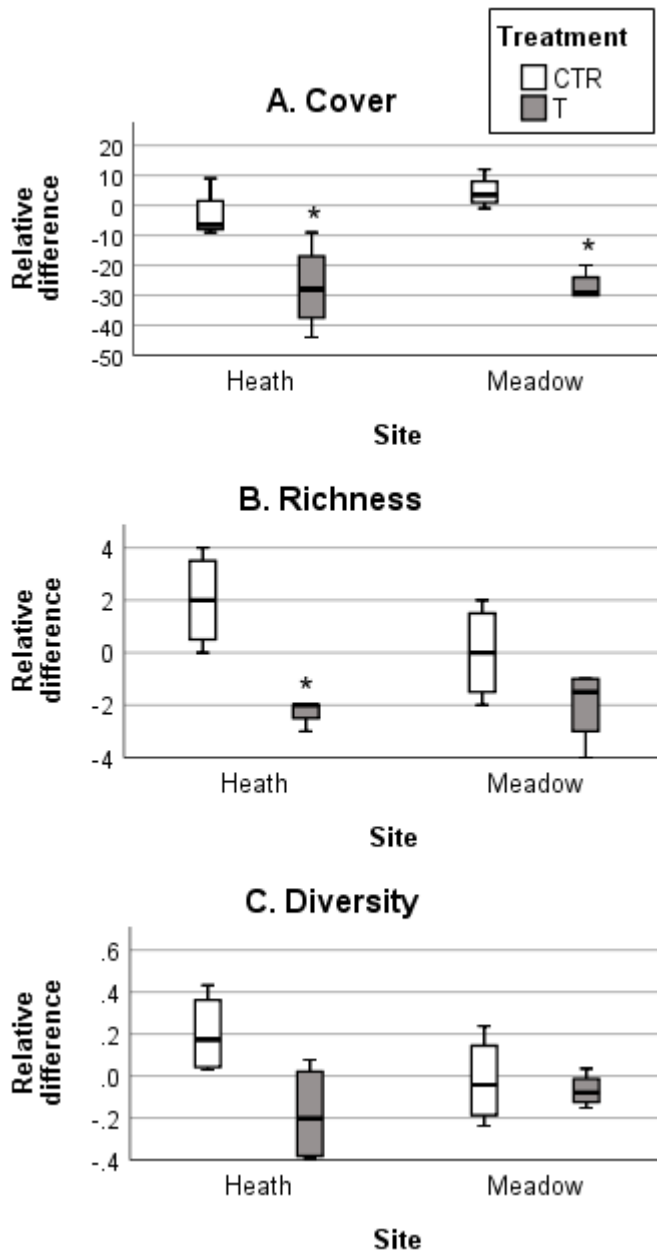 Treatment
CTR
T
A. Cover
Relative
difference
20
10
0
-10
-20
-30
-40
-50
*
*
Heath
Meadow
Site
B. Richness
Relative
difference
4
2
0
-2
-4
*
Heath
Meadow
Site
C. Diversity
Relative
difference
.6
.4
.2
.0
-.2
-.4
Heath
Meadow
Site